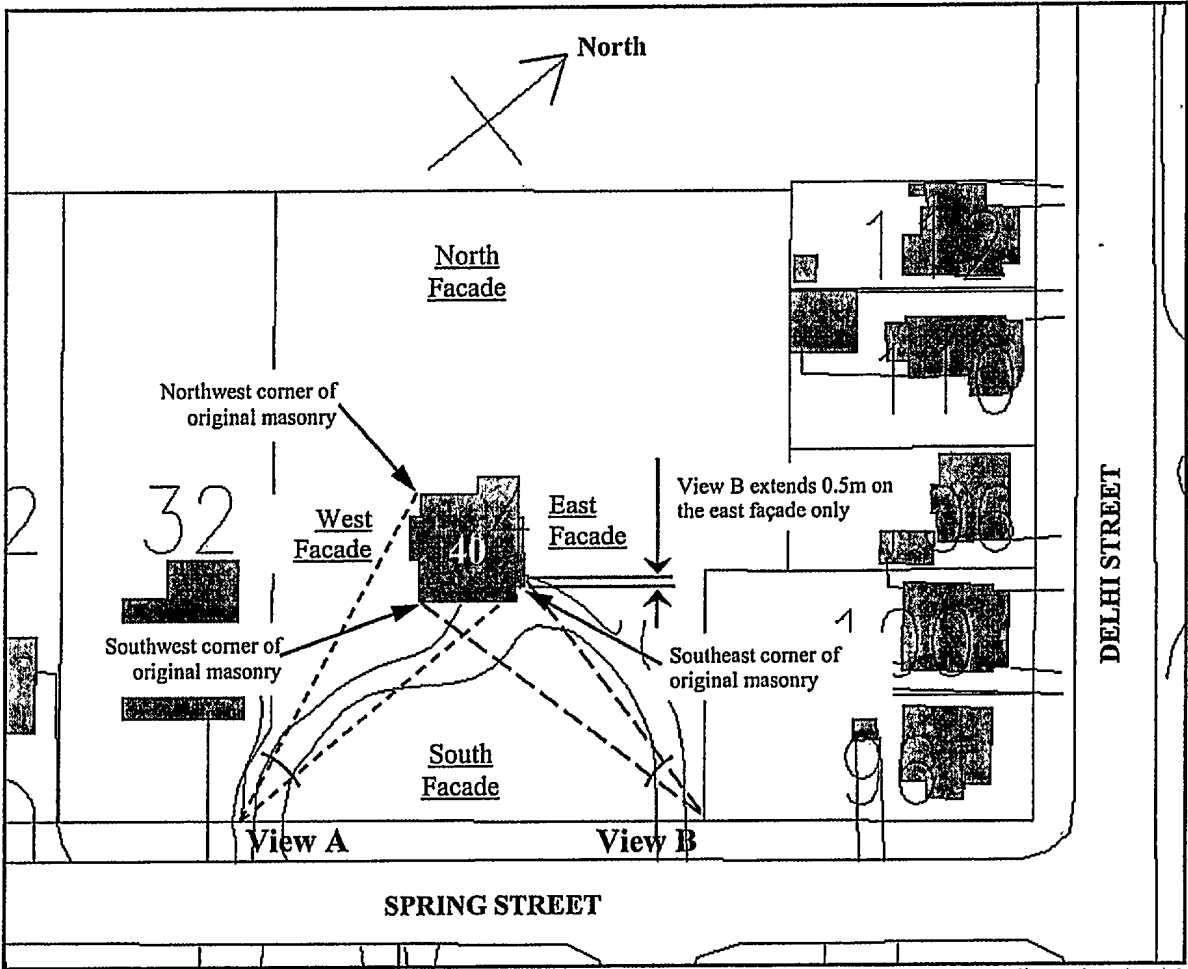 North
North
Facade
Northwest corner of
original masonry
32
2
West
Facade
40
East
Facade
View B extends 0.5m on
the east façade only
Southwest corner of
original masonry
Southeast corner of
original masonry
South
Facade
View A
View B
SPRING STREET
DELHI STREET